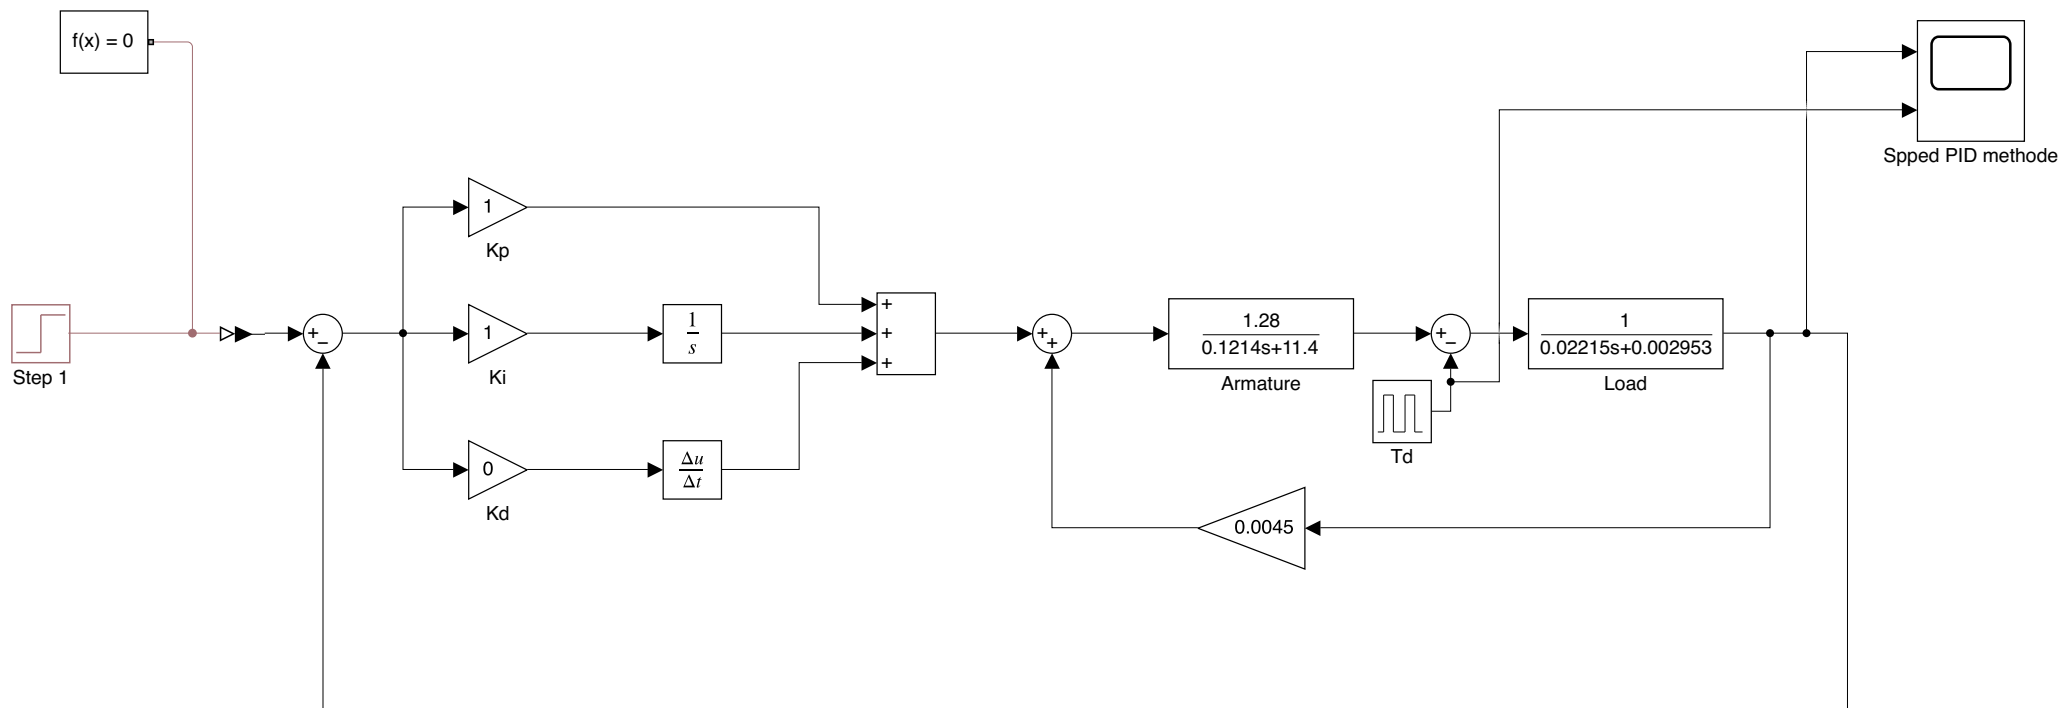 f(x) = 0
Spped PID methode
Step 1
+
−
1
Kp
1
Ki
1
s
0
Kd
Δu
Δt
+
+
+
+
+
1.28
0.1214s+11.4
Armature
+
−
Td
1
0.02215s+0.002953
Load
0.0045